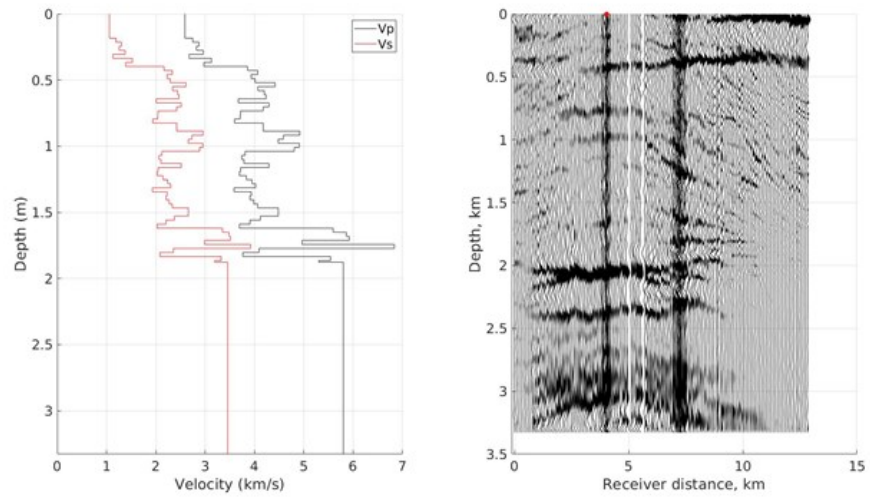 Vp
Vs
0
0.5
1
1.5
2
2.5
3
Depth (m)
0 1 2 3 4 5 6 7
Velocity (km/s)
0
0.5
1
1.5
2
2.5
3
3.5
Depth, km
0 5 10 15
Receiver distance, km